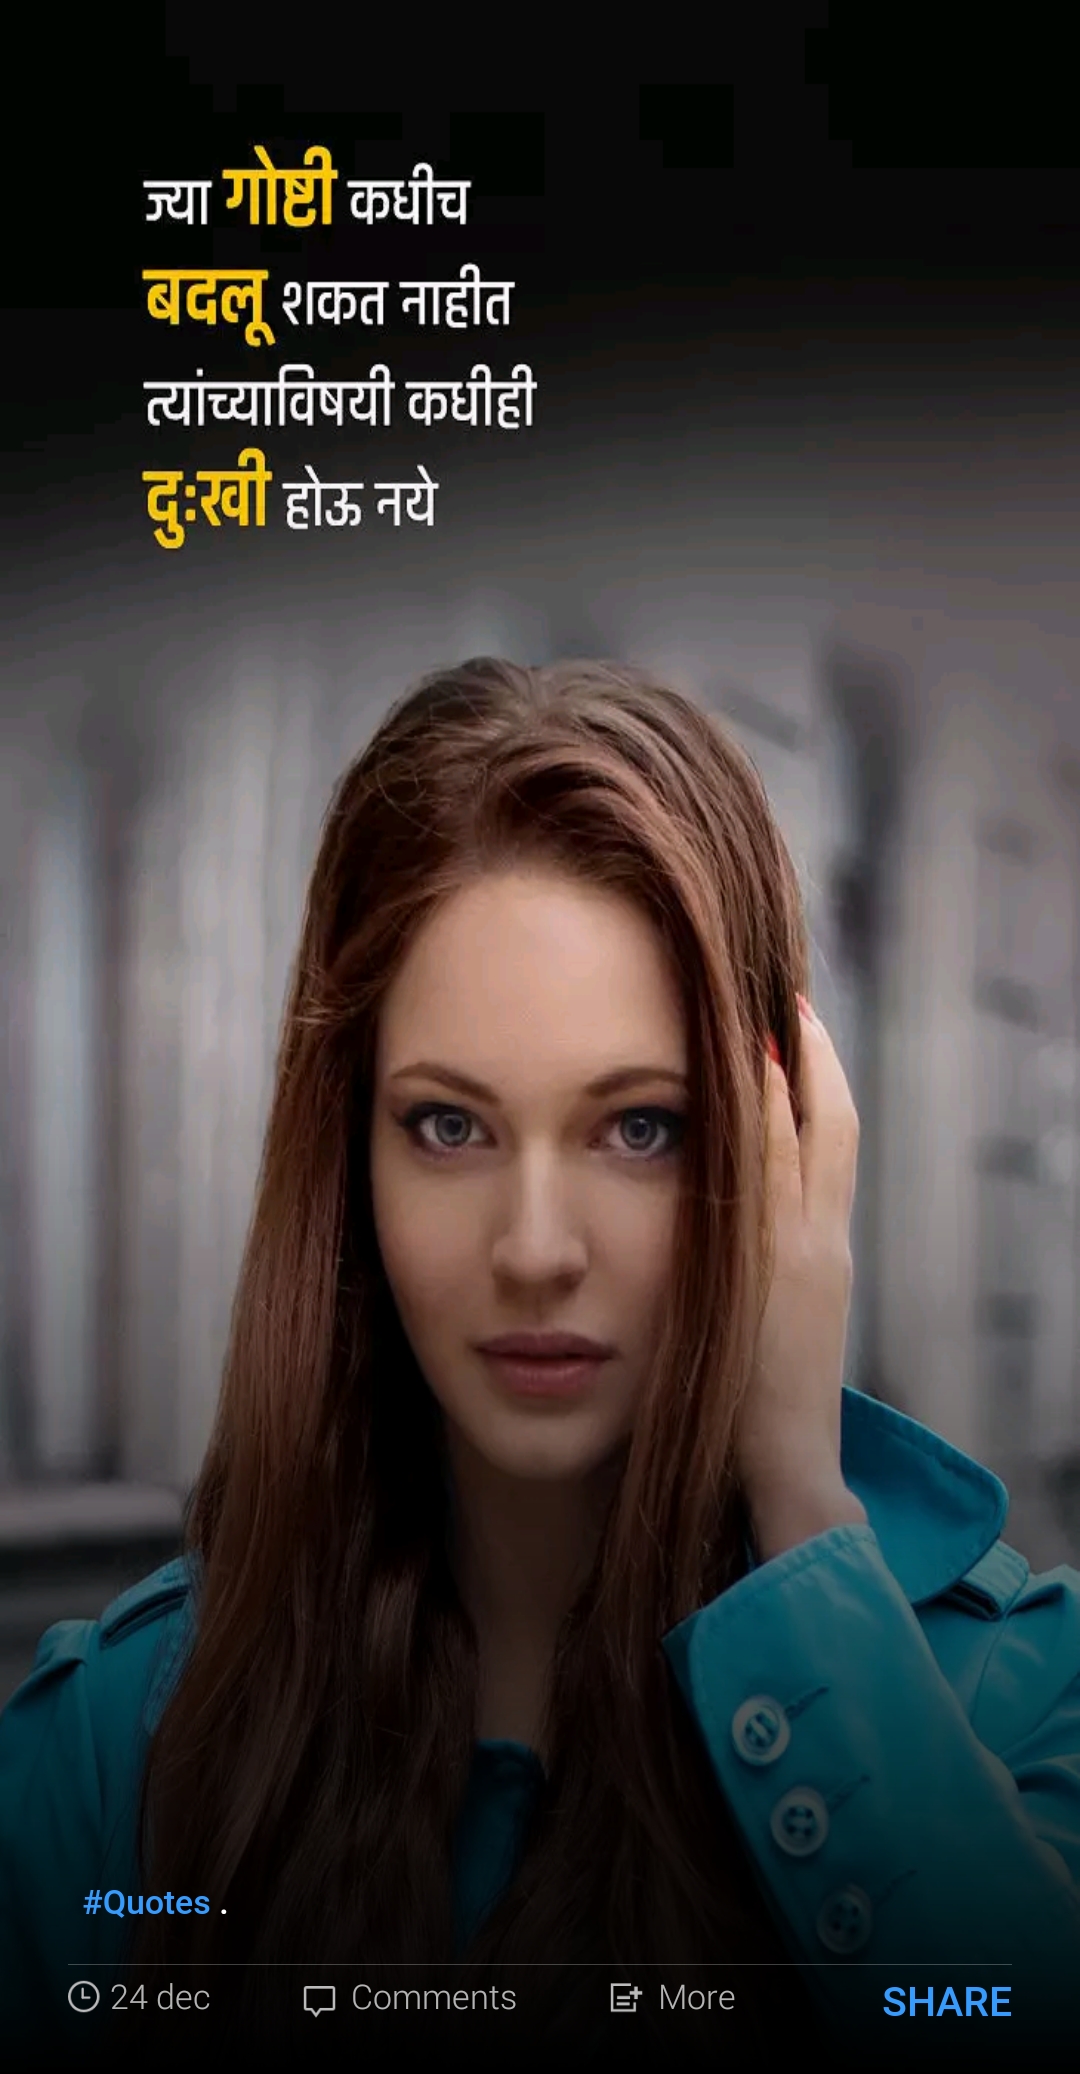 ज्या गोष्टी कधीच
बदलू शकत नाहीत
त्यांच्याविषयी कधीही
दुःखी होऊ नये
#Quotes .
24 dec Comments More SHARE